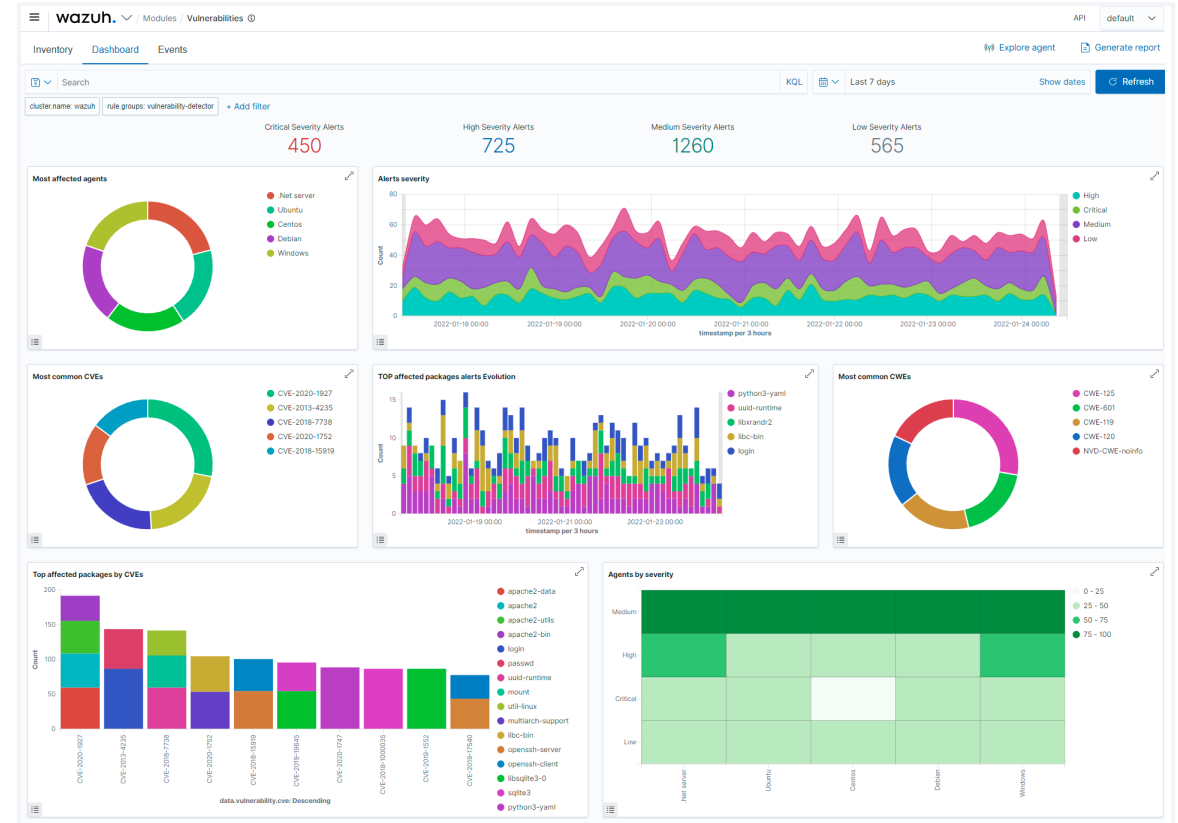 wazuh. / Modules / Vulnerabilities
API default
Inventory Dashboard Events
Explore agent Generate report
Search KQL Last 7 days Show dates Refresh
cluster.name: wazuh rule.groups: vulnerability-detector + Add filter
Critical Severity Alerts
450
High Severity Alerts
725
Medium Severity Alerts
1260
Low Severity Alerts
565
Most affected agents
.Net server
Ubuntu
Centos
Debian
Windows
Alerts severity
80
60
40
20
0
Count
2022-01-18 00:00 2022-01-19 00:00 2022-01-20 00:00 2022-01-21 00:00 2022-01-22 00:00 2022-01-23 00:00 2022-01-24 00:00
timestamp per 3 hours
High
Critical
Medium
Low
Most common CVEs
CVE-2020-1927
CVE-2013-4235
CVE-2018-7738
CVE-2020-1752
CVE-2018-15919
TOP affected packages alerts Evolution
15
10
5
0
Count
2022-01-19 00:00 2022-01-21 00:00 2022-01-23 00:00
timestamp per 3 hours
python3-yaml
uuid-runtime
libxrandr2
libc-bin
login
Most common CWEs
CWE-125
CWE-601
CWE-119
CWE-120
NVD-CWE-noinfo
Top affected packages by CVEs
200
150
100
50
0
Count
CVE-2020-1927
CVE-2013-4235
CVE-2018-7738
CVE-2020-1752
CVE-2018-15919
CVE-2019-19645
CVE-2020-1747
CVE-2018-1000035
CVE-2019-1552
CVE-2019-17540
data.vulnerability.cve: Descending
apache2-data
apache2
apache2-utils
apache2-bin
login
passwd
uuid-runtime
mount
util-linux
multiarch-support
libc-bin
openssh-server
openssh-client
libsqlite3-0
sqlite3
python3-yaml
Agents by severity
Medium
High
Critical
Low
.Net server
Ubuntu
Centos
Debian
Windows
0 - 25
25 - 50
50 - 75
75 - 100